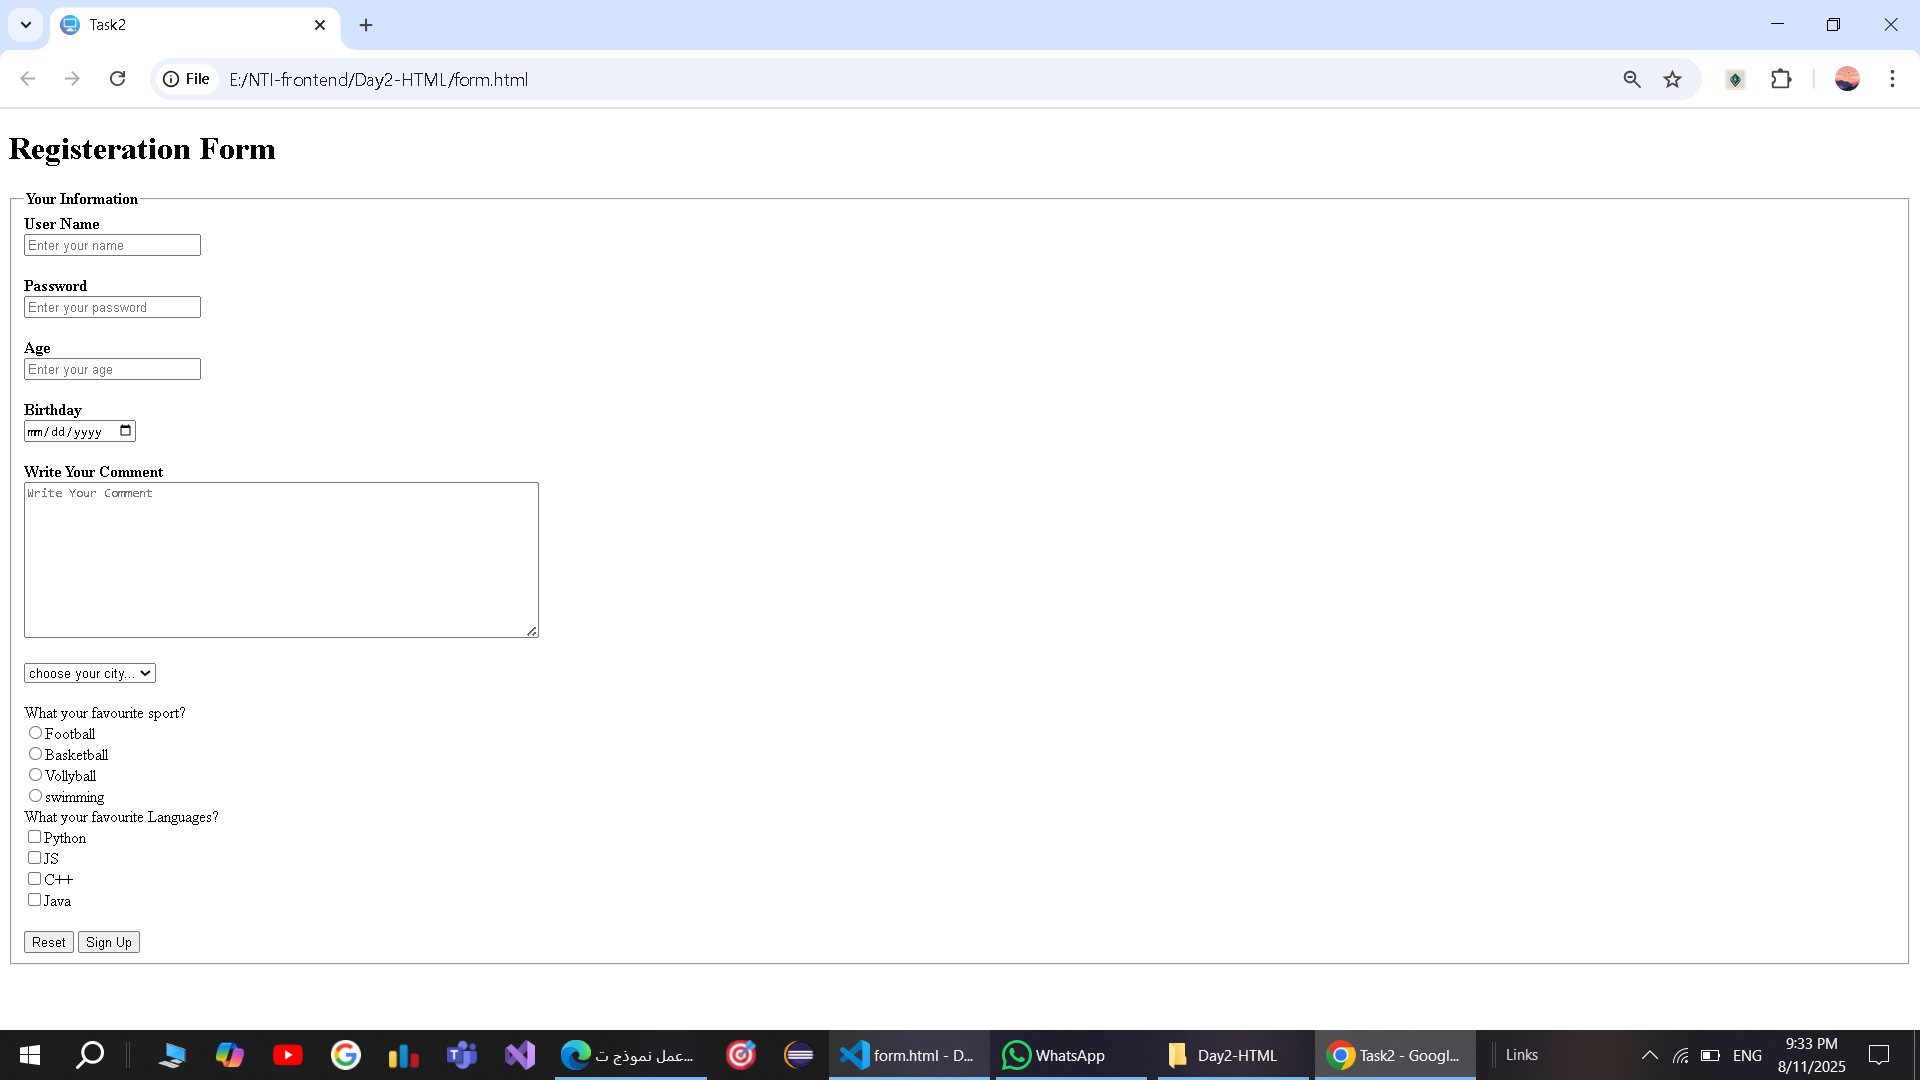 Task2
File
E:/NTI-frontend/Day2-HTML/form.html
Registeration Form
Your Information
User Name
Enter your name
Password
Enter your password
Age
Enter your age
Birthday
mm/dd/yyyy
Write Your Comment
Write Your Comment
choose your city...
What your favourite sport?
Football
Basketball
Vollyball
swimming
What your favourite Languages?
Python
JS
C++
Java
Reset Sign Up
عمل نموذج ت...
form.html - D...
WhatsApp
Day2-HTML
Task2 - Googl...
Links
ENG
9:33 PM
8/11/2025